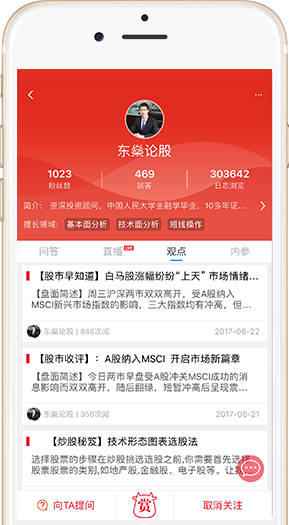 东燊论股
1023 469 303642
粉丝数 回答 日志浏览
简介： 资深投资顾问，中国人民大学金融学毕业，10多年证...
擅长领域： 基本面分析 技术面分析 短线操作
问答 直播 LIVE 观点 内参
【股市早知道】白马股涨幅纷纷“上天” 市场情绪...
【盘面简述】周三沪深两市双双高开，受A股纳入
MSCI新兴市场指数的影响，三大指数均有冲高，但...
东燊论股 | 846次阅 2017-06-22
【股市收评】：A股纳入MSCI 开启市场新篇章
【盘面简述】今日两市早盘受A股冲关MSCI成功的消
息影响而双双高开，随后翻绿，短暂冲高后呈现震...
东燊论股 | 356次阅 2017-06-21
【炒股秘笈】技术形态图表选股法
选择股票的步骤在炒股挑选选股之前,你需要首先选择
股票股票的类别,如地产股,金融股、电子股等。让我
向TA提问 赏 取消关注